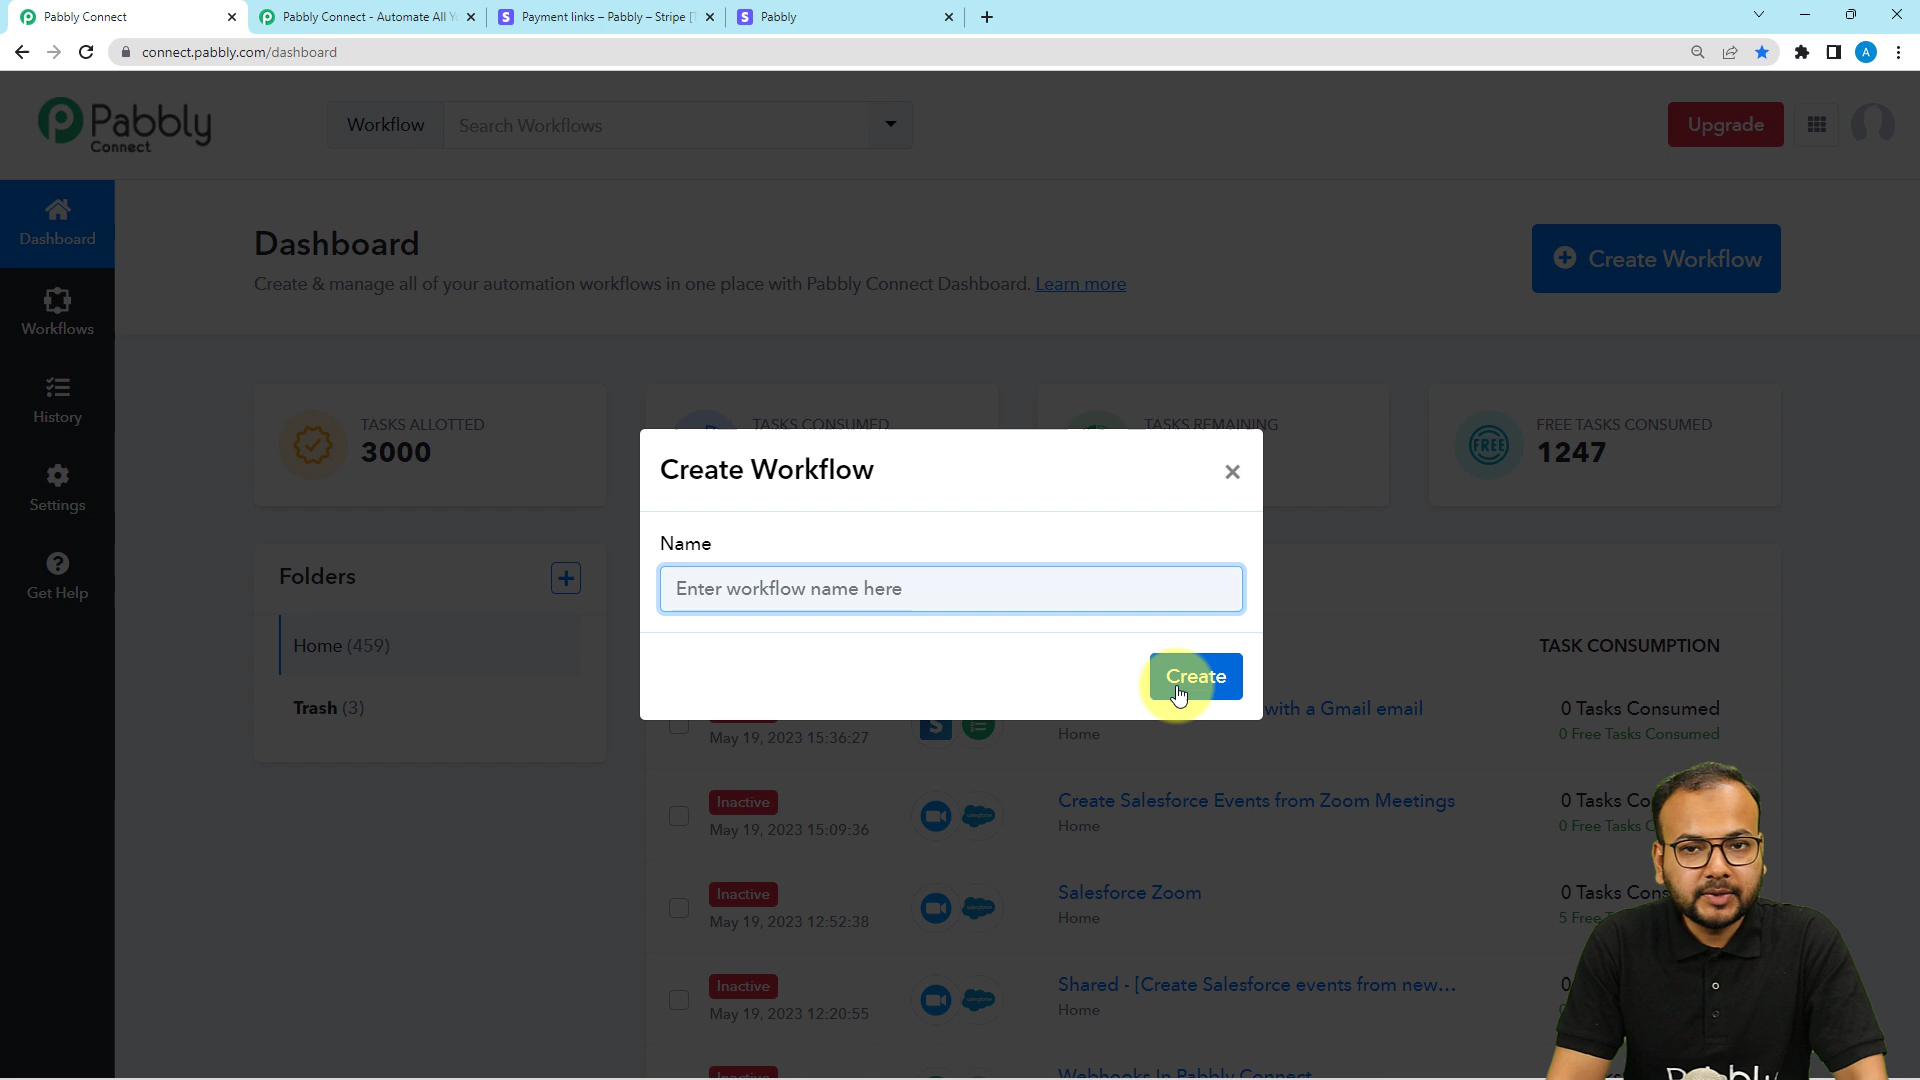 Pabbly Connect
Pabbly Connect - Automate All Y
Payment links – Pabbly – Stripe [T
Pabbly
connect.pabbly.com/dashboard
A
Pabbly
Connect
Workflow
Search Workflows
Upgrade
Dashboard
Workflows
History
Settings
Get Help
Dashboard
Create & manage all of your automation workflows in one place with Pabbly Connect Dashboard. Learn more
Create Workflow
TASKS ALLOTTED
3000
TASKS CONSUMED
TASKS REMAINING
FREE
FREE TASKS CONSUMED
1247
Create Workflow
Name
Enter workflow name here
Create
Folders
Home (459)
Trash (3)
TASK CONSUMPTION
with a Gmail email
0 Tasks Consumed
May 19, 2023 15:36:27
S
Home
0 Free Tasks Consumed
Inactive
Create Salesforce Events from Zoom Meetings
0 Tasks Co
May 19, 2023 15:09:36
Home
0 Free Tasks C
Inactive
Salesforce Zoom
0 Tasks Cons
May 19, 2023 12:52:38
Home
5 Free T
Inactive
Shared - [Create Salesforce events from new...
0
May 19, 2023 12:20:55
Home
Inactive
Webhooks In Pabbly Connect
Pabbly